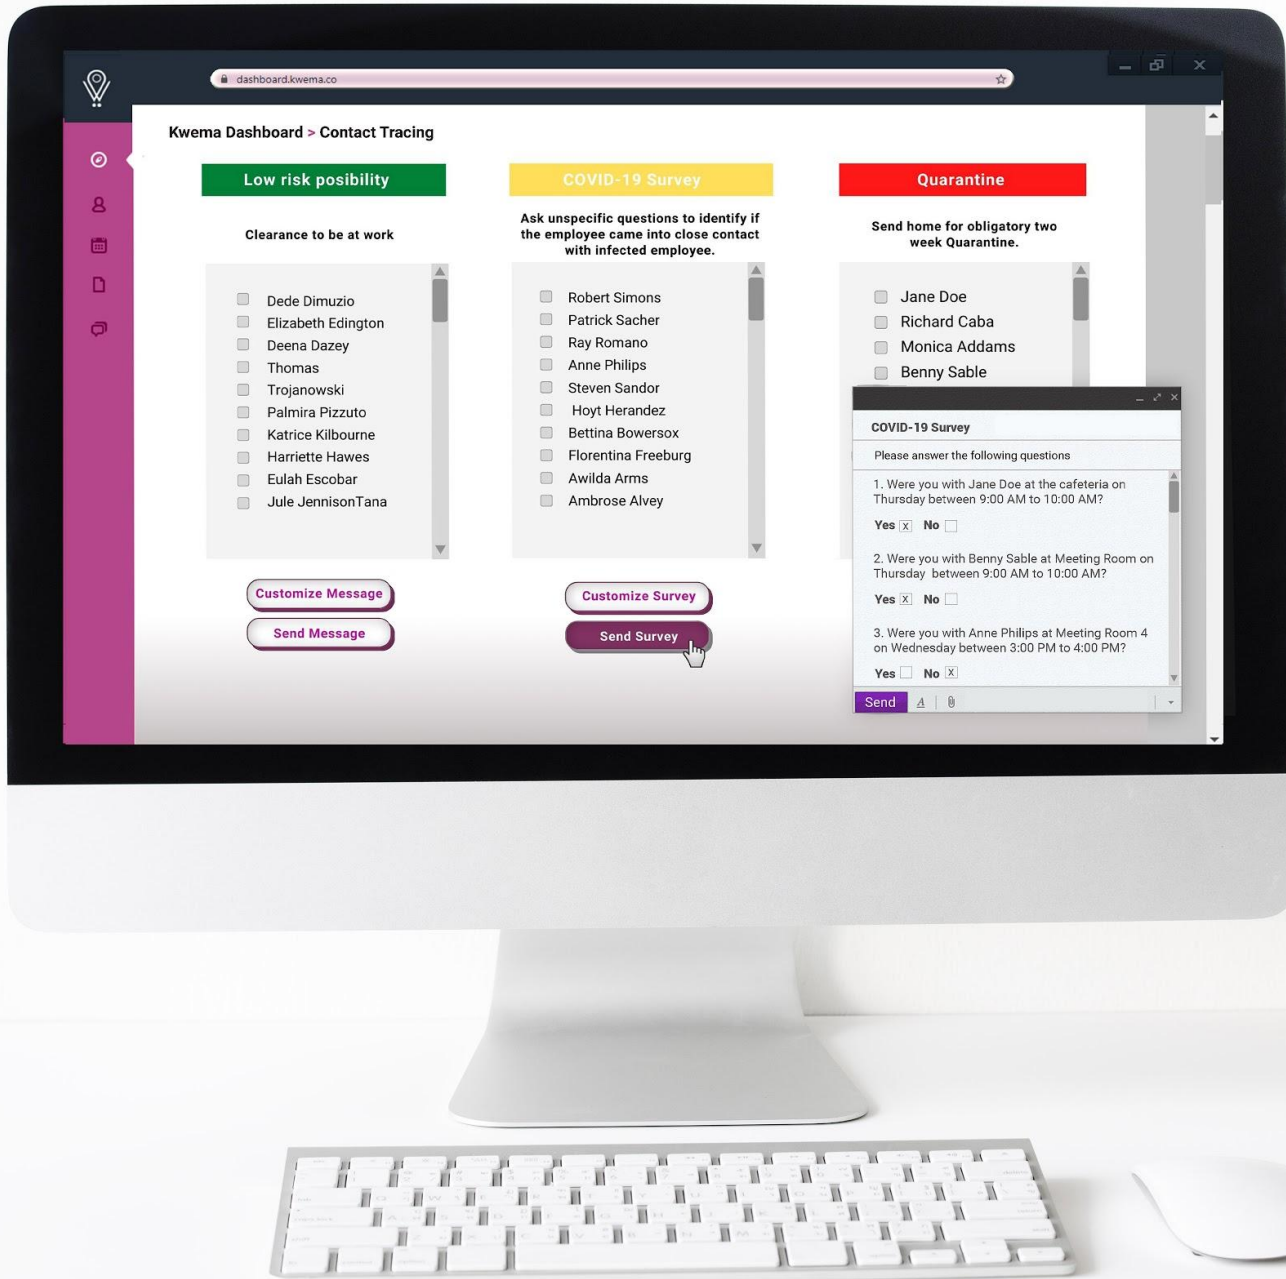 dashboard.kwema.co
Kwema Dashboard > Contact Tracing
Low risk posibility
Clearance to be at work
Dede Dimuzio
Elizabeth Edington
Deena Dazey
Thomas
Trojanowski
Palmira Pizzuto
Katrice Kilbourne
Harriette Hawes
Eulah Escobar
Jule JennisonTana
Customize Message
Send Message
COVID-19 Survey
Ask unspecific questions to identify if
the employee came into close contact
with infected employee.
Robert Simons
Patrick Sacher
Ray Romano
Anne Philips
Steven Sandor
Hoyt Herandez
Bettina Bowersox
Florentina Freeburg
Awilda Arms
Ambrose Alvey
Customize Survey
Send Survey
Quarantine
Send home for obligatory two
week Quarantine.
Jane Doe
Richard Caba
Monica Addams
Benny Sable
COVID-19 Survey
Please answer the following questions
1. Were you with Jane Doe at the cafeteria on
Thursday between 9:00 AM to 10:00 AM?
Yes x No
2. Were you with Benny Sable at Meeting Room on
Thursday between 9:00 AM to 10:00 AM?
Yes x No
3. Were you with Anne Philips at Meeting Room 4
on Wednesday between 3:00 PM to 4:00 PM?
Yes No x
Send A